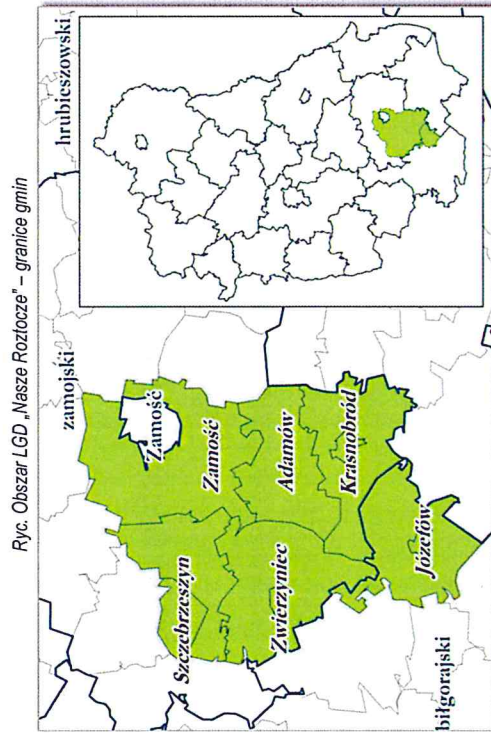 Ryc. Obszar LGD „Nasze Roztocze” – granice gmin
zamojski
hrubieszowski
Zamość
Szczebrzeszyn
Zamość
Zwierzyniec
Adamów
Krasnobród
Józefów
biłgorajski